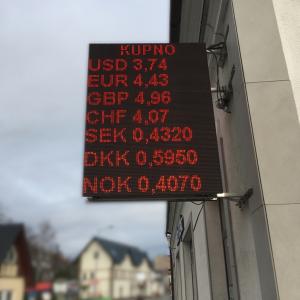 KUPNO
USD 3,74
EUR 4,43
GBP 4,96
CHF 4,07
SEK 0,4320
DKK 0,5950
NOK 0,4070